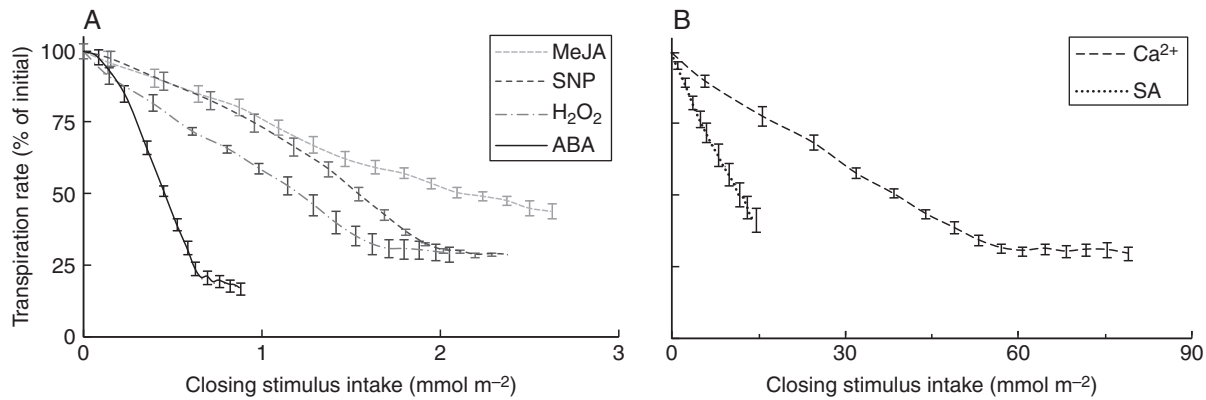 A
B
Transpiration rate (% of initial)
100
75
50
25
0
MeJA
SNP
H₂O₂
ABA
Ca²⁺
SA
0 1 2 3
0 30 60 90
Closing stimulus intake (mmol m⁻²)
Closing stimulus intake (mmol m⁻²)